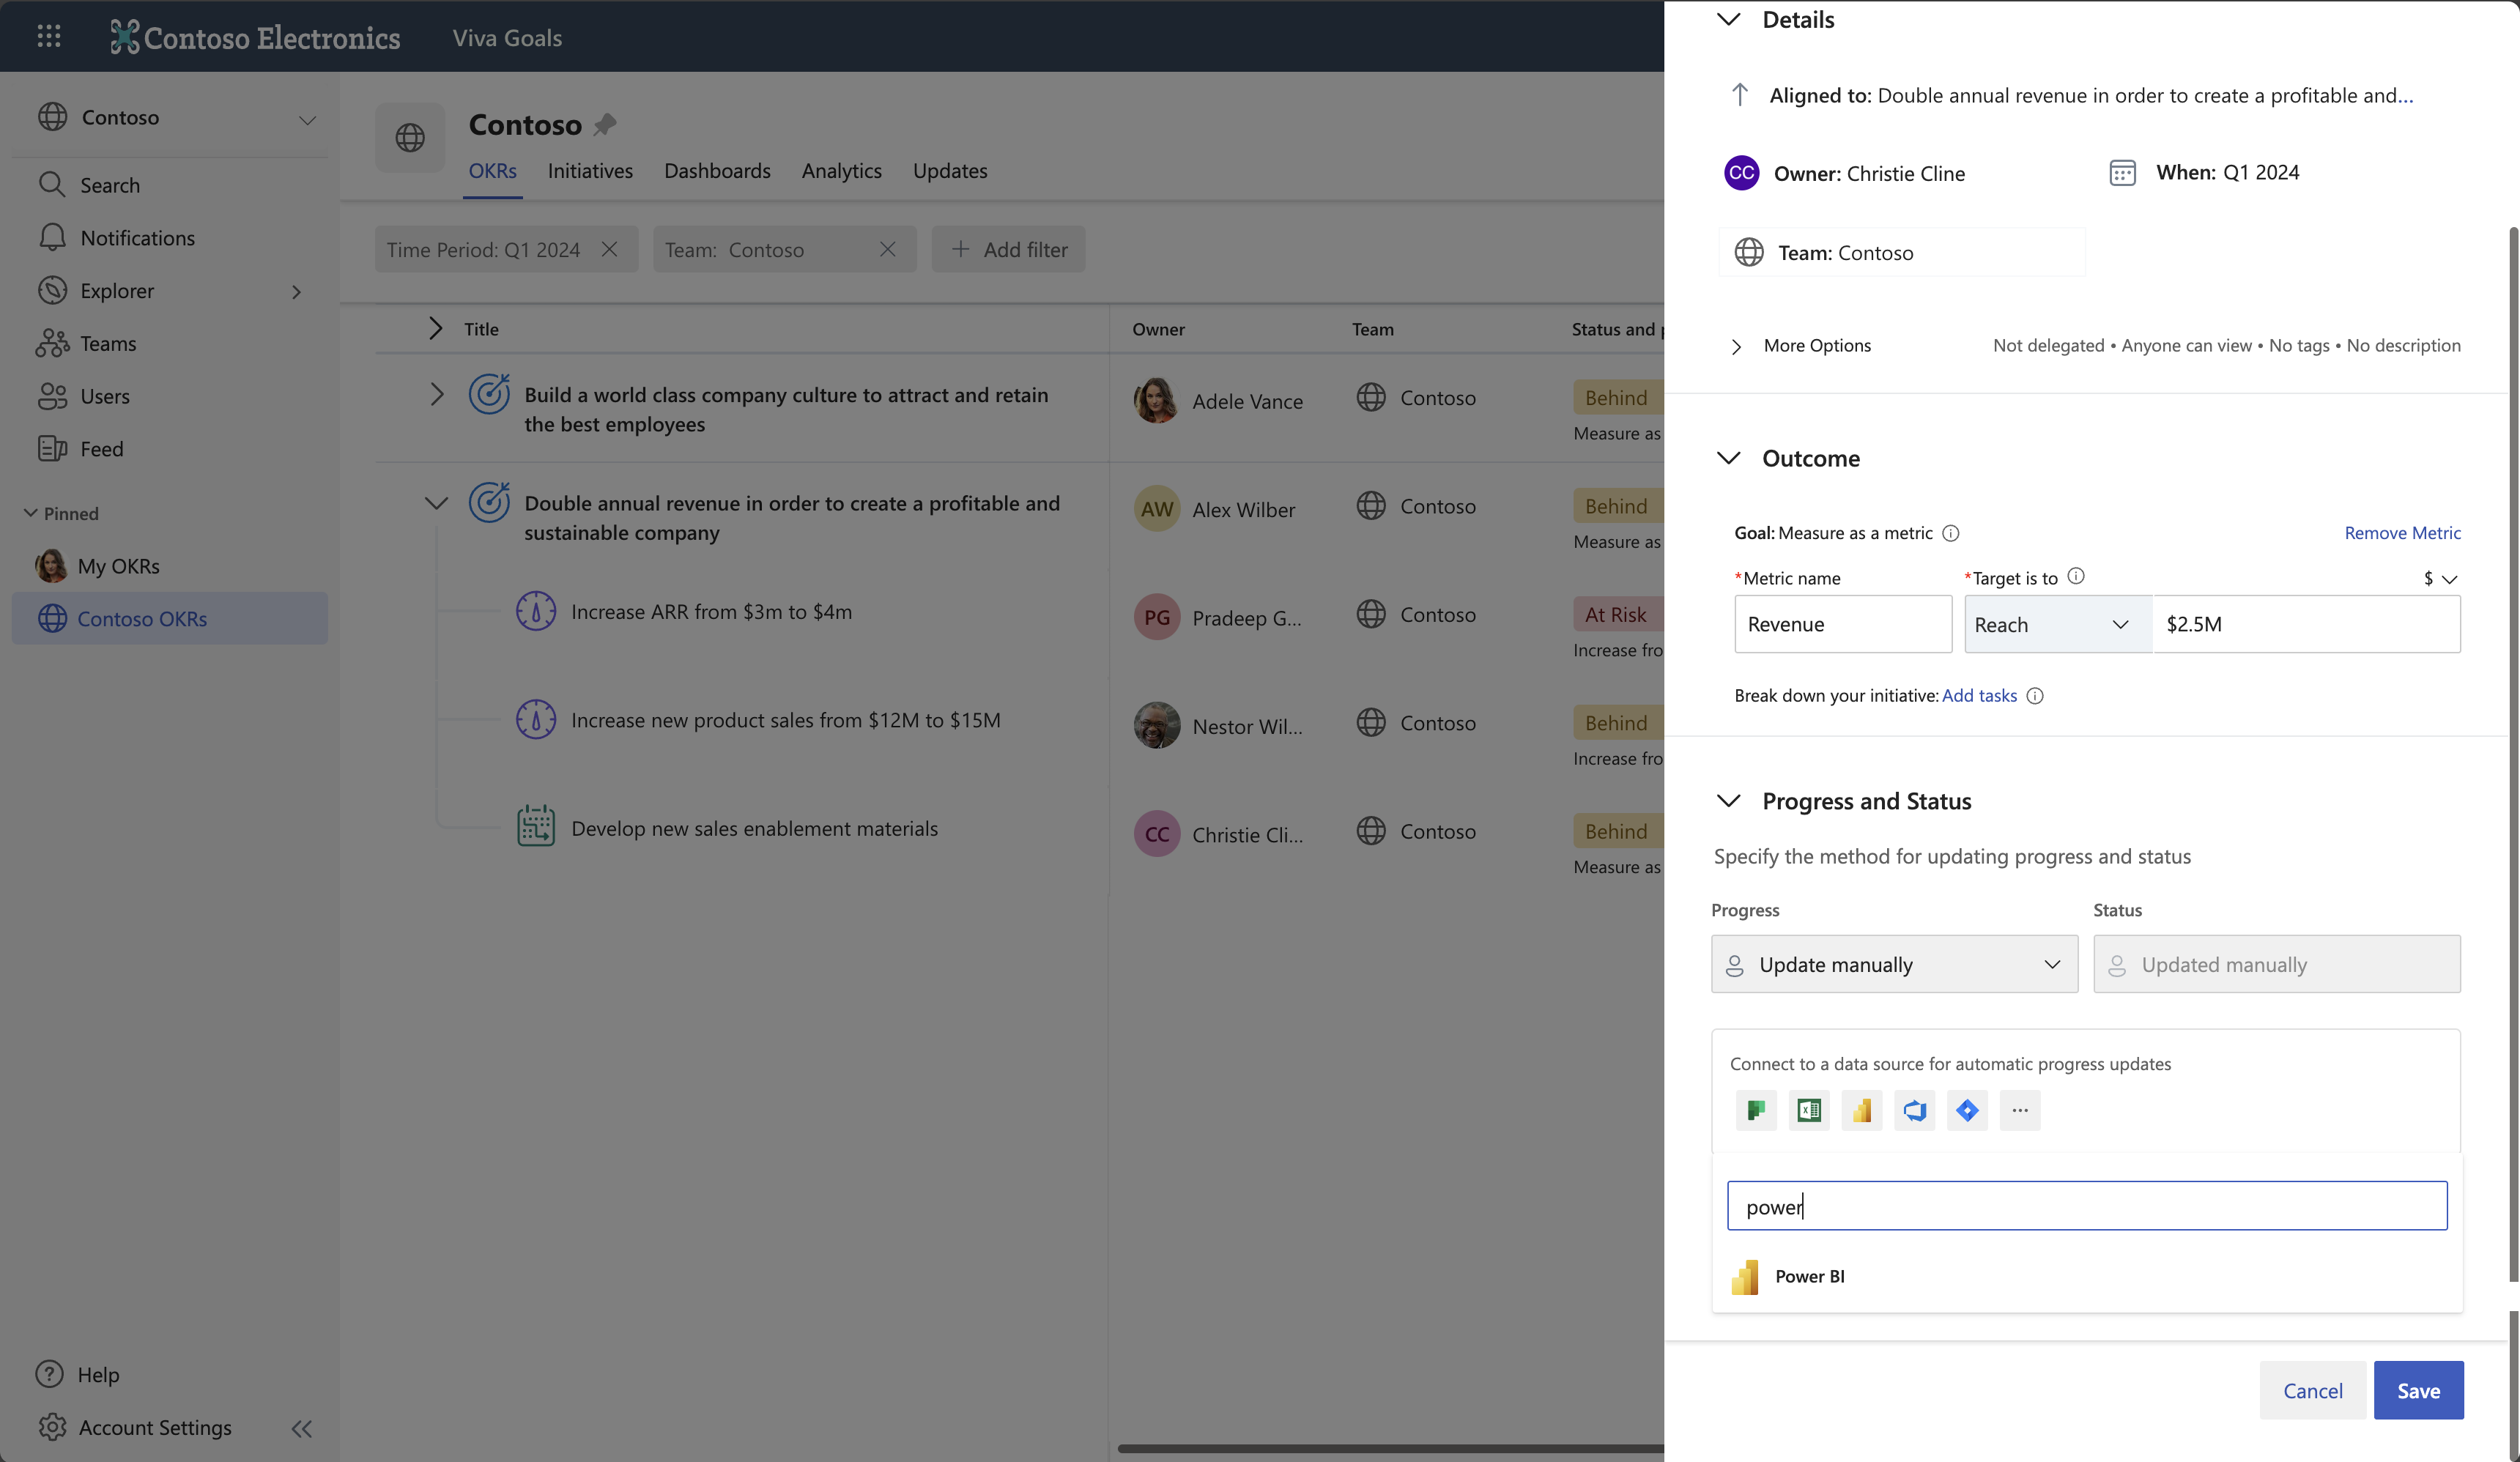 Contoso Electronics
Viva Goals
Contoso
Search
Notifications
Explorer
Teams
Users
Feed
Pinned
My OKRs
Contoso OKRs
Help
Account Settings
Contoso
OKRs Initiatives Dashboards Analytics Updates
Time Period: Q1 2024 Team: Contoso Add filter
Title Owner Team Status and p
Build a world class company culture to attract and retain
the best employees
Adele Vance Contoso Behind
Measure as
Double annual revenue in order to create a profitable and
sustainable company
AW Alex Wilber Contoso Behind
Measure as
Increase ARR from $3m to $4m
PG Pradeep G... Contoso At Risk
Increase fro
Increase new product sales from $12M to $15M
Nestor Wil... Contoso Behind
Increase fro
Develop new sales enablement materials
CC Christie Cli... Contoso Behind
Measure as
Details
Aligned to: Double annual revenue in order to create a profitable and...
CC Owner: Christie Cline When: Q1 2024
Team: Contoso
More Options Not delegated • Anyone can view • No tags • No description
Outcome
Goal: Measure as a metric Remove Metric
*Metric name *Target is to $
Revenue Reach $2.5M
Break down your initiative: Add tasks
Progress and Status
Specify the method for updating progress and status
Progress Status
Update manually Updated manually
Connect to a data source for automatic progress updates
power
Power BI
Cancel Save